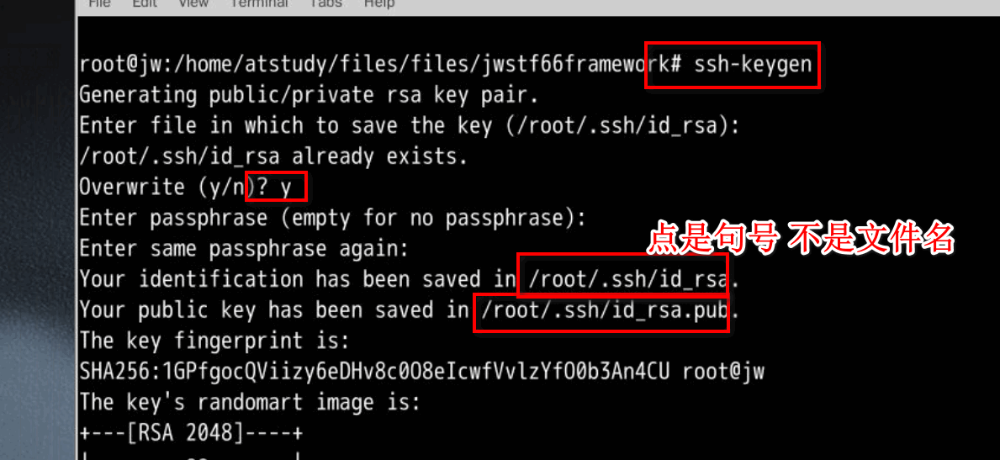 File Edit View Terminal Tabs Help
root@jw:/home/atstudy/files/files/jwstf66framework# ssh-keygen
Generating public/private rsa key pair.
Enter file in which to save the key (/root/.ssh/id_rsa):
/root/.ssh/id_rsa already exists.
Overwrite (y/n)? y
Enter passphrase (empty for no passphrase):
点是句号 不是文件名
Enter same passphrase again:
Your identification has been saved in /root/.ssh/id_rsa.
Your public key has been saved in /root/.ssh/id_rsa.pub.
The key fingerprint is:
SHA256:1GPfgocQViizy6eDHv8c0O8eIcwfVvlzYfO0b3An4CU root@jw
The key's randomart image is:
+---[RSA 2048]----+